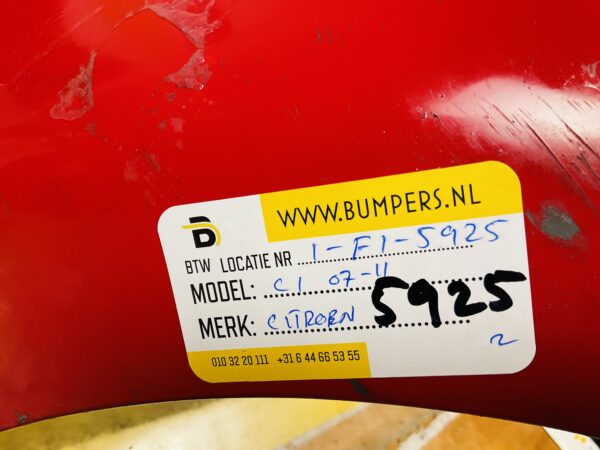 WWW.BUMPERS.NL
B
BTW LOCATIE NR 1-F1-5925
MODEL: C1 07-11
5925
MERK: CITROEN
2
010 32 20 111 +31 6 44 66 53 55